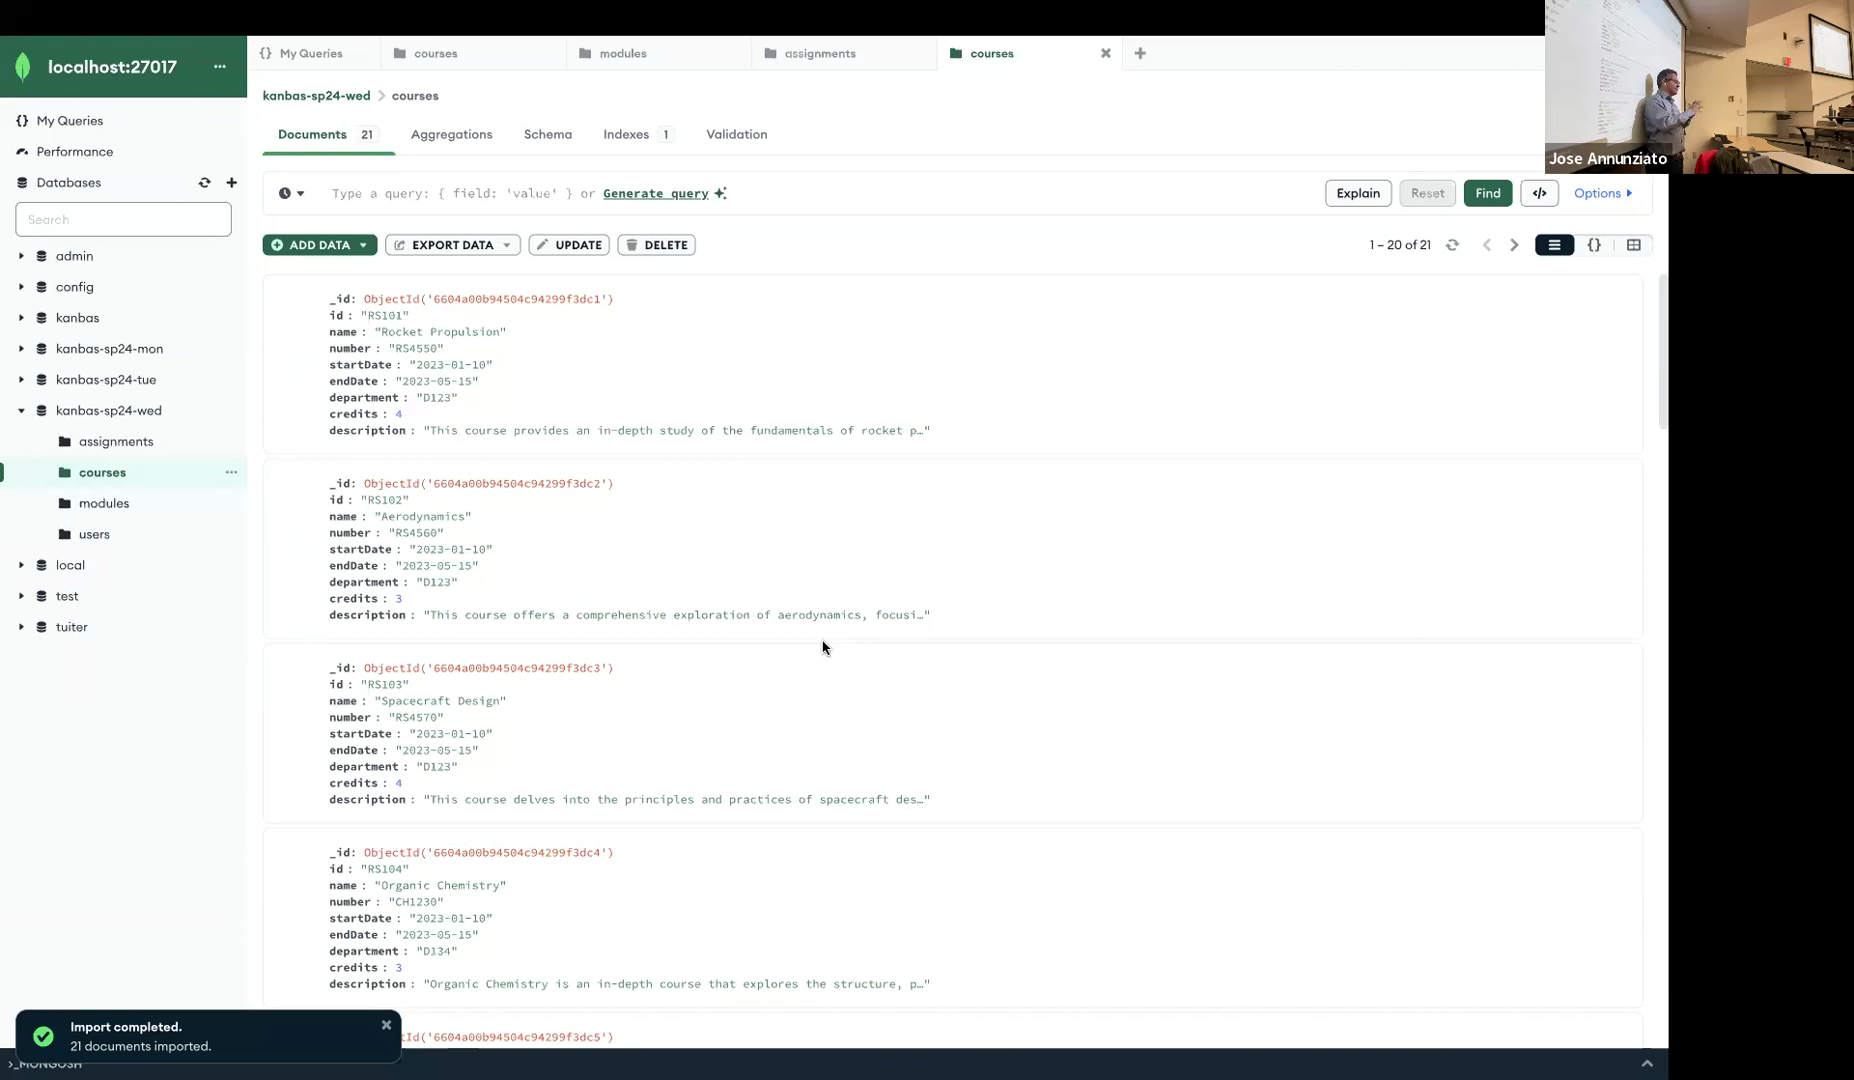 localhost:27017
My Queries
Performance
Databases
Search
admin
config
kanbas
kanbas-sp24-mon
kanbas-sp24-tue
kanbas-sp24-wed
assignments
courses
modules
users
local
test
tuiter
My Queries
courses
modules
assignments
courses
kanbas-sp24-wed > courses
Documents 21
Aggregations
Schema
Indexes 1
Validation
Type a query: { field: 'value' } or Generate query
Explain
Reset
Find
</>
Options
ADD DATA
EXPORT DATA
UPDATE
DELETE
1 – 20 of 21
{}
_id: ObjectId('6604a00b94504c94299f3dc1')
id : "RS101"
name : "Rocket Propulsion"
number : "RS4550"
startDate : "2023-01-10"
endDate : "2023-05-15"
department : "D123"
credits : 4
description : "This course provides an in-depth study of the fundamentals of rocket p…"
_id: ObjectId('6604a00b94504c94299f3dc2')
id : "RS102"
name : "Aerodynamics"
number : "RS4560"
startDate : "2023-01-10"
endDate : "2023-05-15"
department : "D123"
credits : 3
description : "This course offers a comprehensive exploration of aerodynamics, focusi…"
_id: ObjectId('6604a00b94504c94299f3dc3')
id : "RS103"
name : "Spacecraft Design"
number : "RS4570"
startDate : "2023-01-10"
endDate : "2023-05-15"
department : "D123"
credits : 4
description : "This course delves into the principles and practices of spacecraft des…"
_id: ObjectId('6604a00b94504c94299f3dc4')
id : "RS104"
name : "Organic Chemistry"
number : "CH1230"
startDate : "2023-01-10"
endDate : "2023-05-15"
department : "D134"
credits : 3
description : "Organic Chemistry is an in-depth course that explores the structure, p…"
ctId('6604a00b94504c94299f3dc5')
Import completed.
21 documents imported.
>_MONGOSH
Jose Annunziato